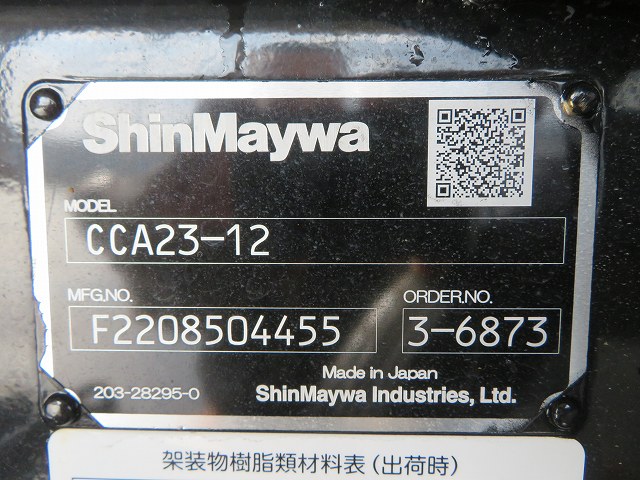 ShinMaywa
MODEL
CCA23-12
MFG.NO.
ORDER.NO.
F2208504455
3-6873
Made in Japan
203-28295-0
ShinMaywa Industries, Ltd.
架装物樹脂類材料表(出荷時)